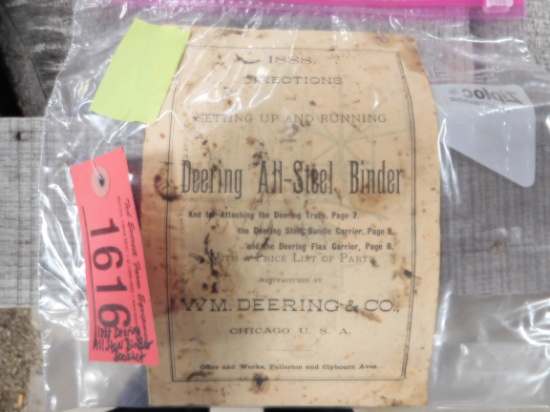 1888.
DIRECTIONS
FOR
SETTING UP AND RUNNING
THE
Deering All-Steel Binder
And for Attaching the Deering Truck, Page 7,
the Deering Steel Bundle Carrier, Page 8,
and the Deering Flax Carrier, Page 8.
WITH A PRICE LIST OF PARTS
MANUFACTURED BY
WM. DEERING & CO.,
CHICAGO, U. S. A.
Office and Works, Fullerton and Clybourn Aves.
ziploc
1616
1888 Deering
All Steel Binder
Booklet